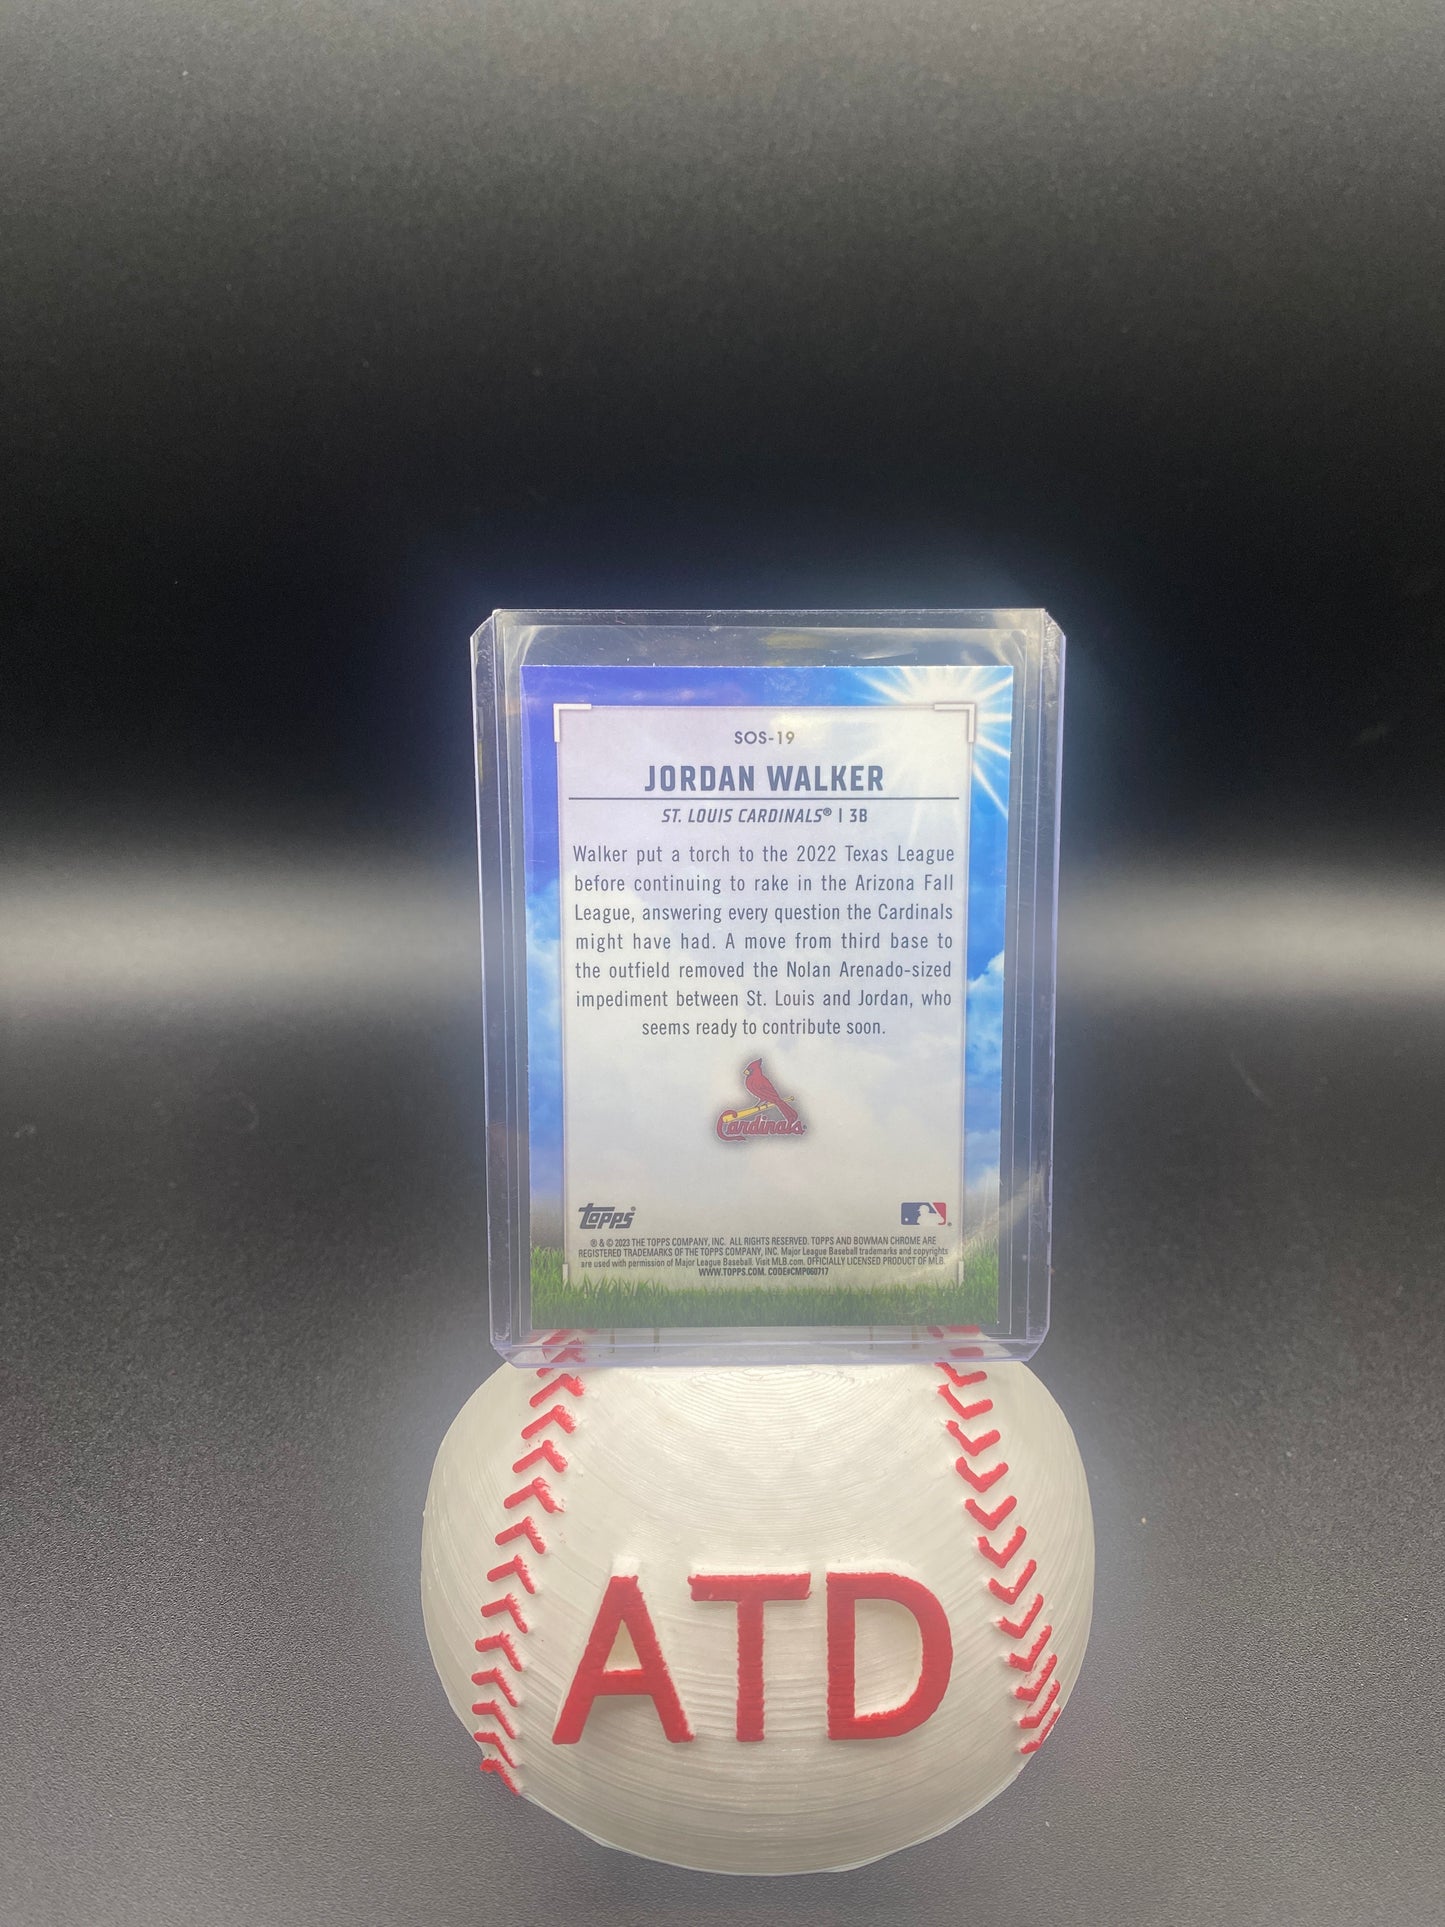 SOS-19
JORDAN WALKER
ST. LOUIS CARDINALS® | 3B
Walker put a torch to the 2022 Texas League
before continuing to rake in the Arizona Fall
League, answering every question the Cardinals
might have had. A move from third base to
the outfield removed the Nolan Arenado-sized
impediment between St. Louis and Jordan, who
seems ready to contribute soon.
Cardinals
topps®
® & © 2023 THE TOPPS COMPANY, INC. ALL RIGHTS RESERVED. TOPPS AND BOWMAN CHROME ARE
REGISTERED TRADEMARKS OF THE TOPPS COMPANY, INC. Major League Baseball trademarks and copyrights
are used with permission of Major League Baseball. Visit MLB.com. OFFICIALLY LICENSED PRODUCT OF MLB.
WWW.TOPPS.COM. CODE#CMP060717
ATD